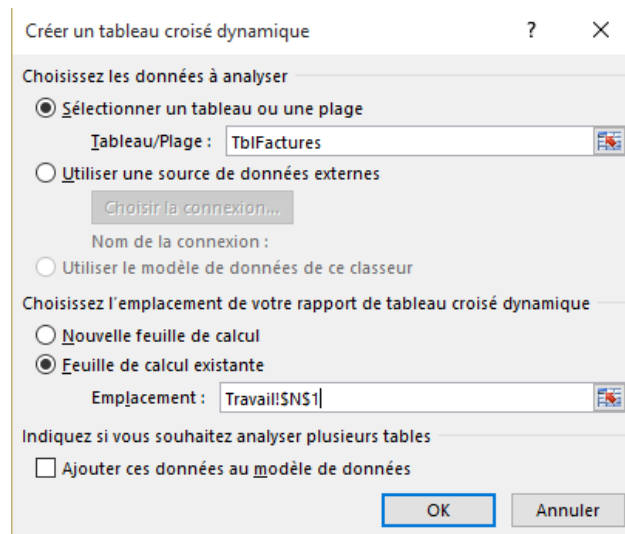 Créer un tableau croisé dynamique ? ×
Choisissez les données à analyser
Sélectionner un tableau ou une plage
Tableau/Plage : TblFactures
Utiliser une source de données externes
Choisir la connexion...
Nom de la connexion :
Utiliser le modèle de données de ce classeur
Choisissez l'emplacement de votre rapport de tableau croisé dynamique
Nouvelle feuille de calcul
Feuille de calcul existante
Emplacement : Travail!$N$1
Indiquez si vous souhaitez analyser plusieurs tables
Ajouter ces données au modèle de données
OK Annuler